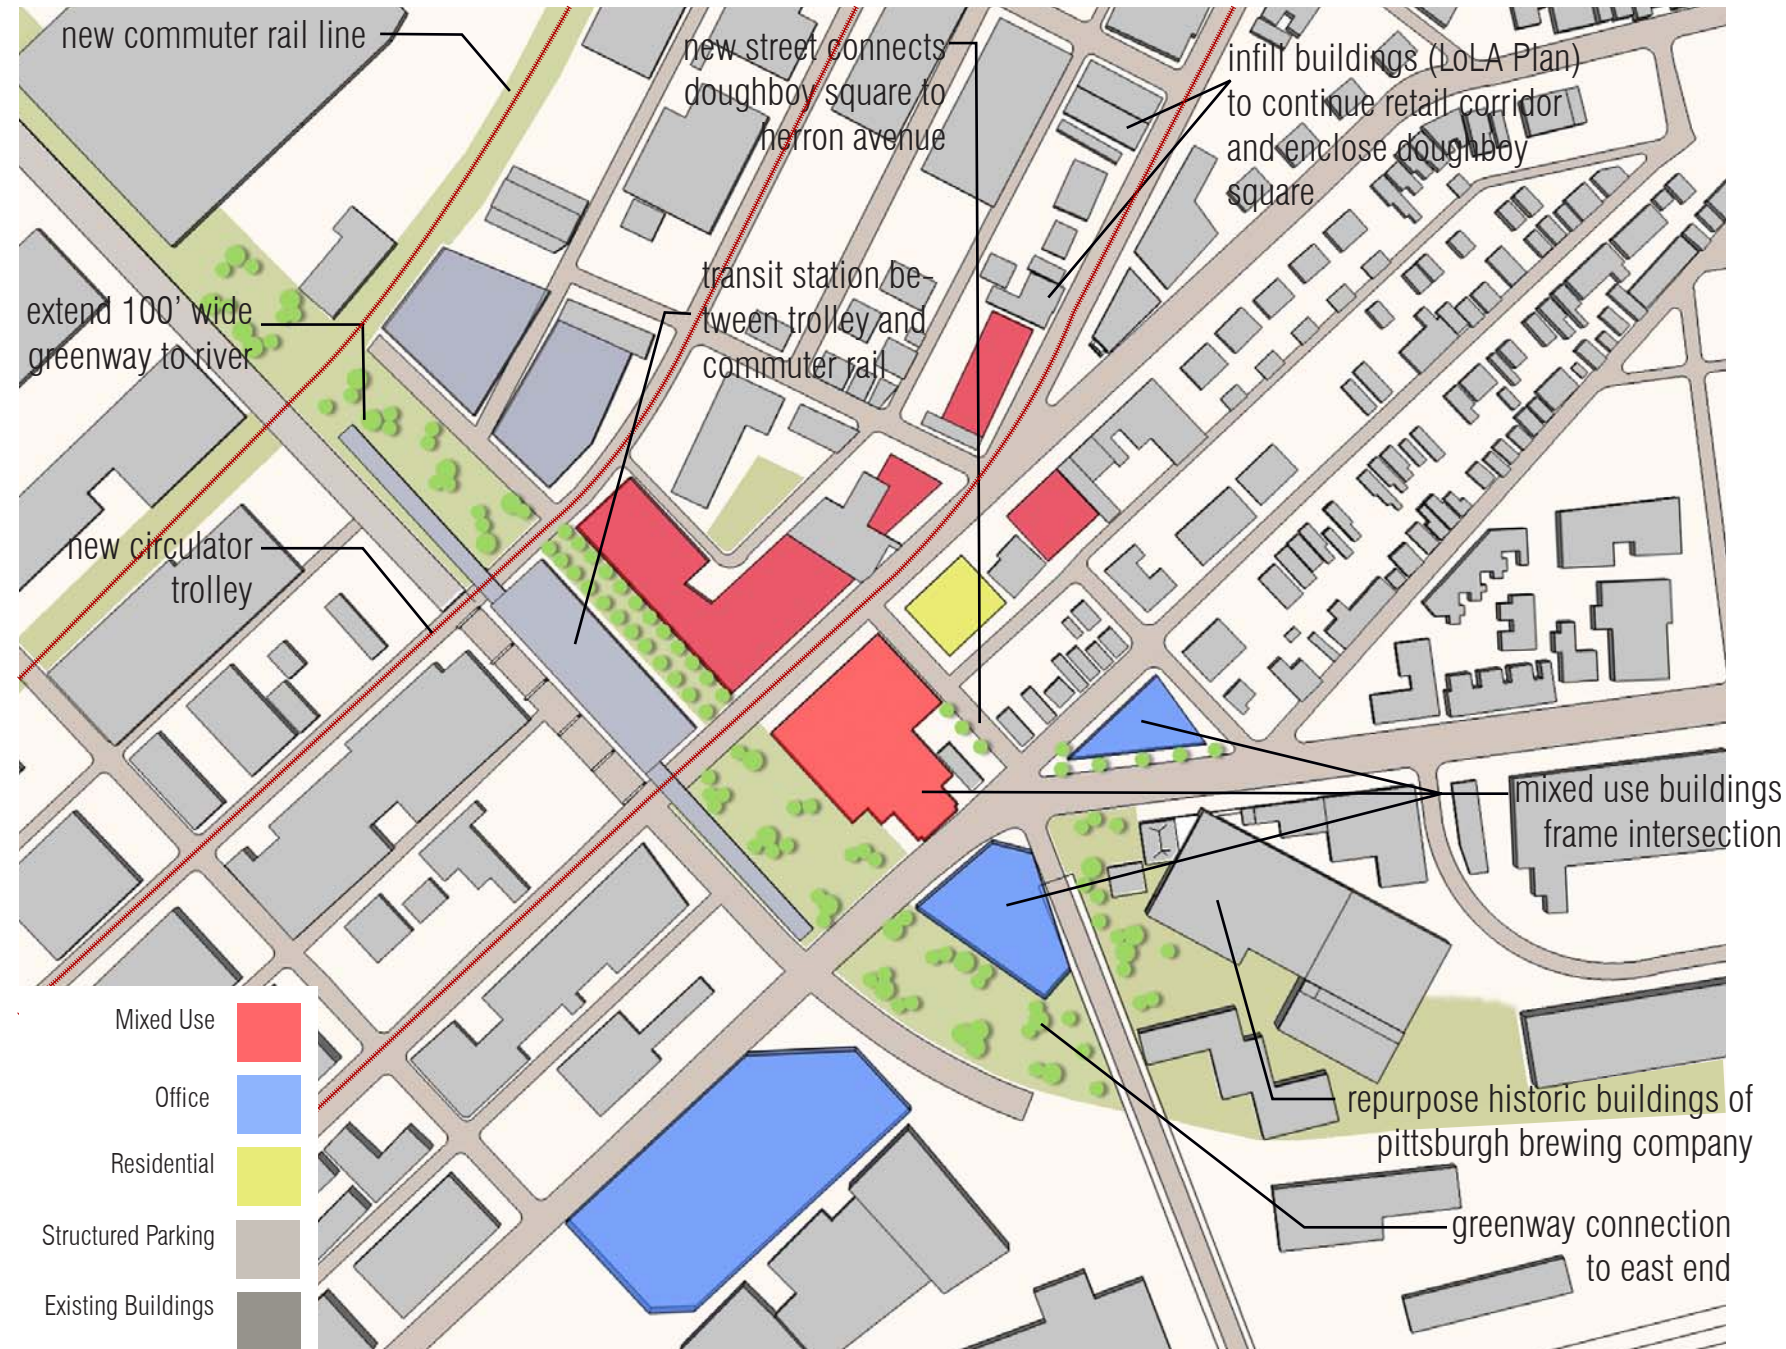 new commuter rail line
new street connects
doughboy square to
herron avenue
infill buildings (LoLA Plan)
to continue retail corridor
and enclose doughboy
square
transit station be-
tween trolley and
commuter rail
extend 100’ wide
greenway to river
new circulator
trolley
mixed use buildings
frame intersection
repurpose historic buildings of
pittsburgh brewing company
greenway connection
to east end
Mixed Use
Office
Residential
Structured Parking
Existing Buildings